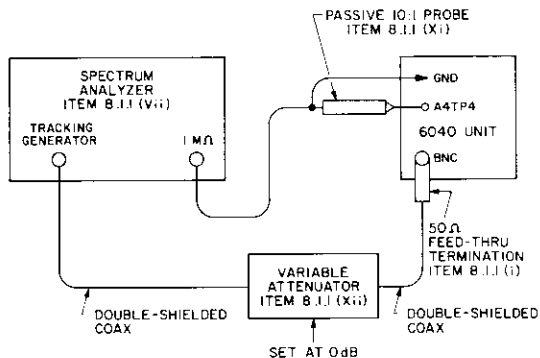 PASSIVE 10:1 PROBE
ITEM 8.1.1 (Xi)
SPECTRUM
ANALYZER
ITEM 8.1.1 (Vii)
TRACKING
GENERATOR
1 MΩ
GND
A4TP4
6040 UNIT
BNC
50Ω
FEED-THRU
TERMINATION
ITEM 8.1.1 (i)
VARIABLE
ATTENUATOR
ITEM 8.1.1 (Xii)
DOUBLE-SHIELDED
COAX
DOUBLE-SHIELDED
COAX
SET AT 0dB